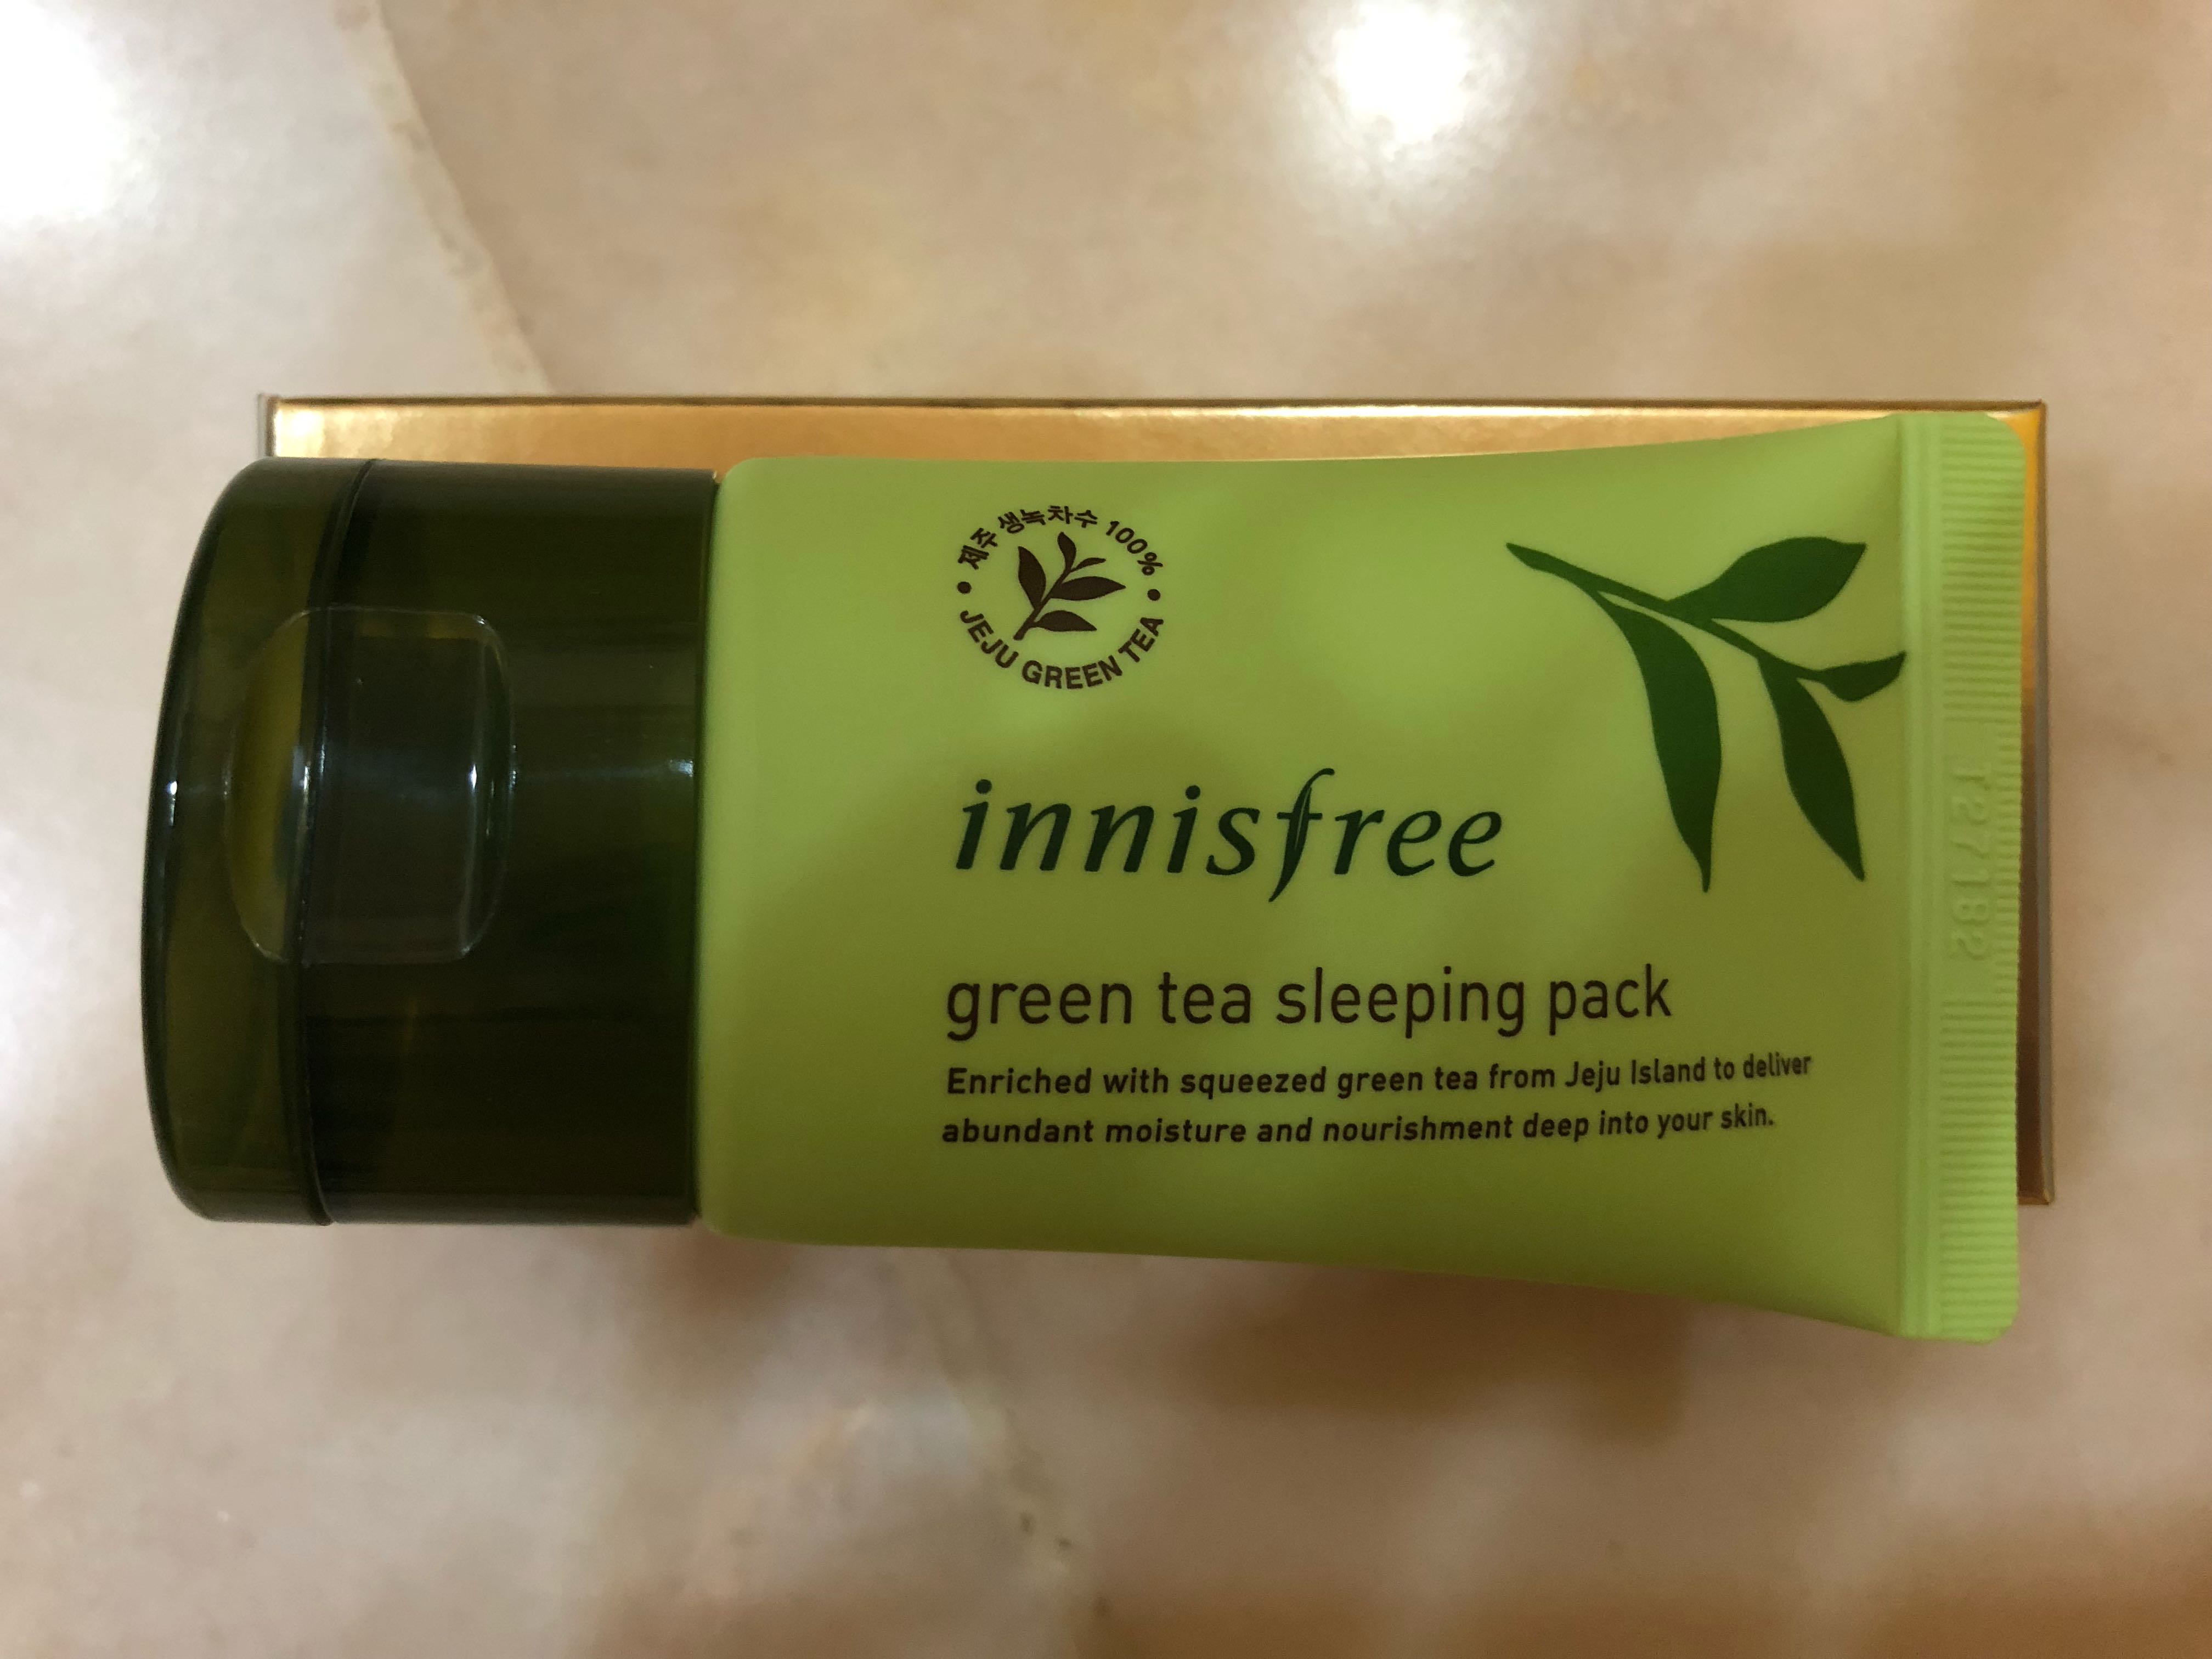 제주 생녹차수 100%
JEJU GREEN TEA
innisfree
green tea sleeping pack
Enriched with squeezed green tea from Jeju Island to deliver
abundant moisture and nourishment deep into your skin.
T27182